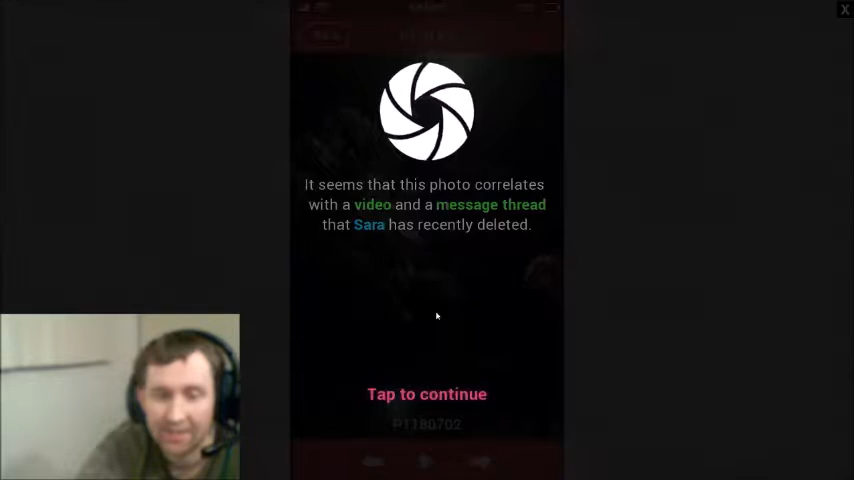 X
It seems that this photo correlates
with a video and a message thread
that Sara has recently deleted.
Tap to continue
PT180702